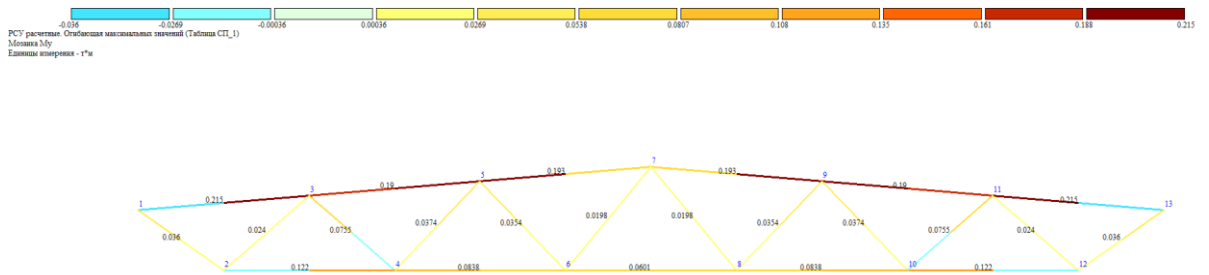 -0.036 -0.0269 -0.00036 0.00036 0.0269 0.0538 0.0807 0.108 0.135 0.161 0.188 0.215
РСУ расчетные. Огибающая максимальных значений (Таблица СП_1)
Мозаика My
Единицы измерения - т*м
7
0.193 0.193
5 9
0.19 0.19
3 11
0.215 0.215
1 13
0.0374 0.0354 0.0198 0.0198 0.0354 0.0374
0.036 0.024 0.0755 0.0755 0.024 0.036
2 4 6 8 10 12
0.122 0.0838 0.0601 0.0838 0.122